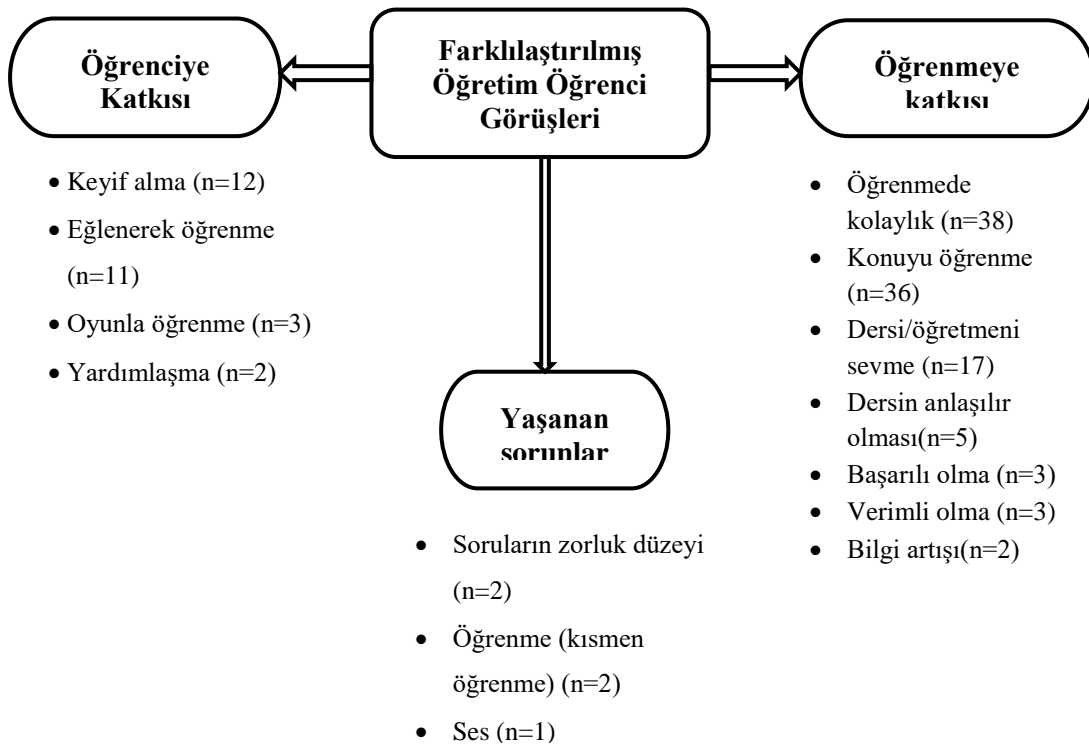 Farklılaştırılmış
Öğretim Öğrenci
Görüşleri
Öğrenciye
Katkısı
• Keyif alma (n=12)
• Eğlenerek öğrenme
(n=11)
• Oyunla öğrenme (n=3)
• Yardımlaşma (n=2)
Yaşanan
sorunlar
• Soruların zorluk düzeyi
(n=2)
• Öğrenme (kısmen
öğrenme) (n=2)
• Ses (n=1)
Öğrenmeye
katkısı
• Öğrenmede
kolaylık (n=38)
• Konuyu öğrenme
(n=36)
• Dersi/öğretmeni
sevme (n=17)
• Dersin anlaşılır
olması(n=5)
• Başarılı olma (n=3)
• Verimli olma (n=3)
• Bilgi artışı(n=2)